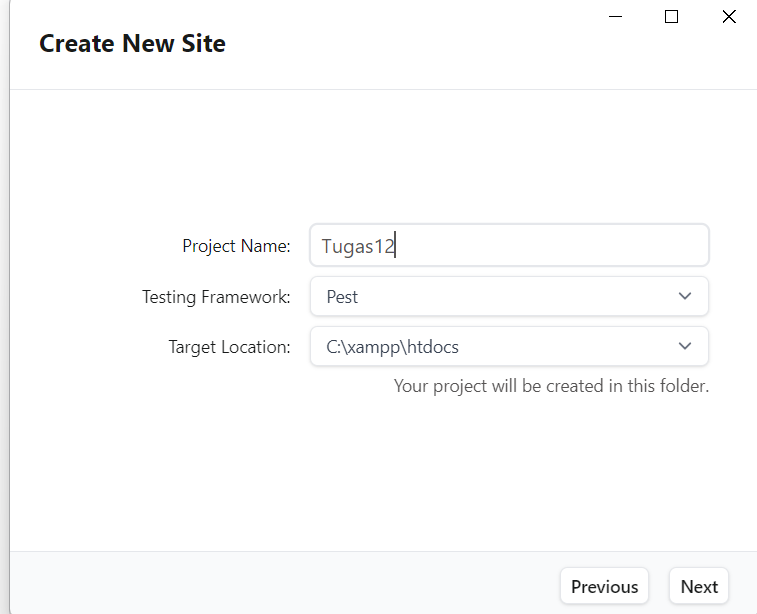 Create New Site
Project Name: Tugas12
Testing Framework: Pest
Target Location: C:\xampp\htdocs
Your project will be created in this folder.
Previous Next